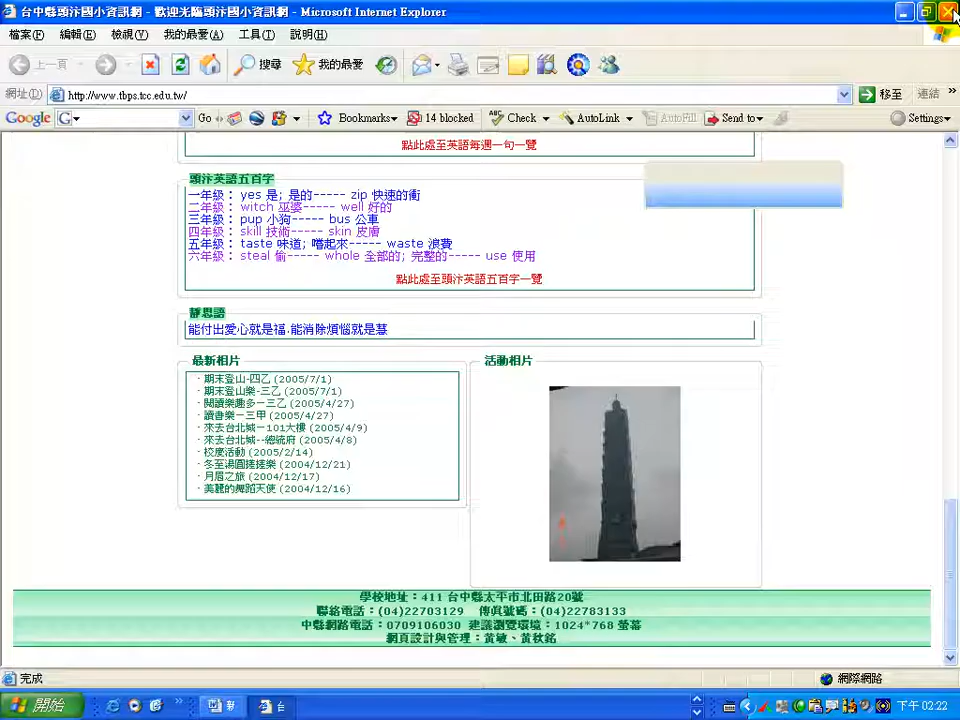 台中縣頭汴國小資訊網 - 歡迎光臨頭汴國小資訊網 - Microsoft Internet Explorer
檔案(F) 編輯(E) 檢視(V) 我的最愛(A) 工具(T) 說明(H)
上一頁 搜尋 我的最愛
網址(D) http://www.tbps.tcc.edu.tw/ 移至 連結 »
Google G Go Bookmarks 14 blocked Check AutoLink AutoFill Send to Settings
點此處至英語每週一句一覽
頭汴英語五百字
一年級： yes 是; 是的----- zip 快速的衝
二年級： witch 巫婆----- well 好的
三年級： pup 小狗----- bus 公車
四年級： skill 技術----- skin 皮膚
五年級： taste 味道; 嚐起來----- waste 浪費
六年級： steal 偷----- whole 全部的; 完整的----- use 使用
點此處至頭汴英語五百字一覽
靜思語
能付出愛心就是福.能消除煩惱就是慧
最新相片
· 期末登山-四乙 (2005/7/1)
· 期末登山樂-三乙 (2005/7/1)
· 閱讀樂趣多－三乙 (2005/4/27)
· 讀書樂－三甲 (2005/4/27)
· 來去台北城－101大樓 (2005/4/9)
· 來去台北城--總統府 (2005/4/8)
· 校慶活動 (2005/2/14)
· 冬至湯圓搓搓樂 (2004/12/21)
· 月眉之旅 (2004/12/17)
· 美麗的舞蹈天使 (2004/12/16)
活動相片
學校地址：411 台中縣太平市北田路20號
聯絡電話：(04)22703129 傳真號碼：(04)22783133
中縣網路電話：0709106030 建議瀏覽環境：1024*768 螢幕
網頁設計與管理：黃敏、黃秋銘
完成 網際網路
開始 » 新 台 下午 02:22